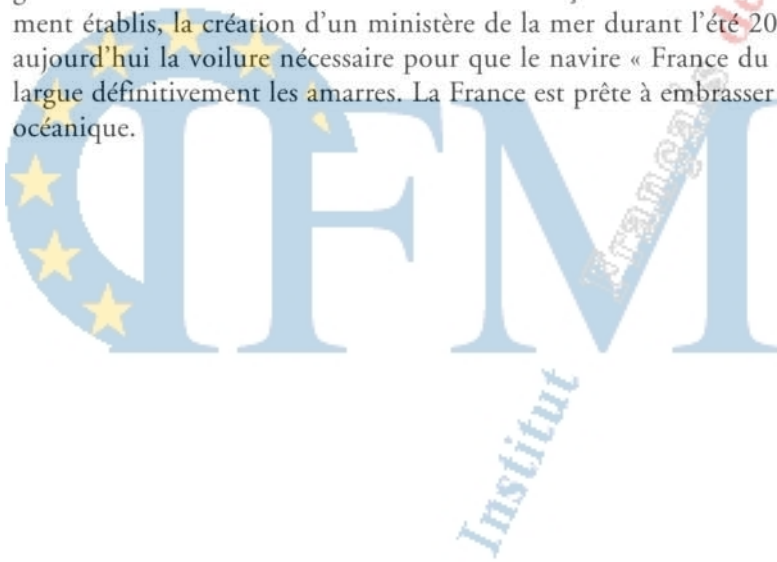 ment établis, la création d'un ministère de la mer durant l'été 20
aujourd'hui la voilure nécessaire pour que le navire « France du
largue définitivement les amarres. La France est prête à embrasser
océanique.
IFM
Français
Institut